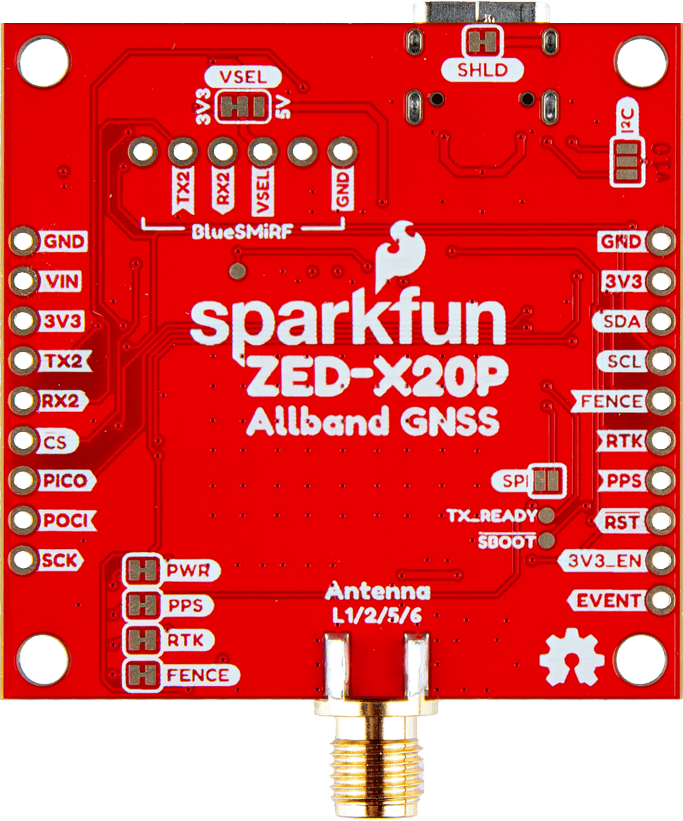 VSEL
3V3
5V
SHLD
I²C
v10
TX2
RX2
VSEL
GND
BlueSMiRF
GND
VIN
3V3
TX2
RX2
CS
PICO
POCI
SCK
sparkfun
ZED-X20P
Allband GNSS
GND
3V3
SDA
SCL
FENCE
RTK
PPS
RST
3V3_EN
EVENT
SPI
TX_READY
SBOOT
PWR
PPS
RTK
FENCE
Antenna
L1/2/5/6